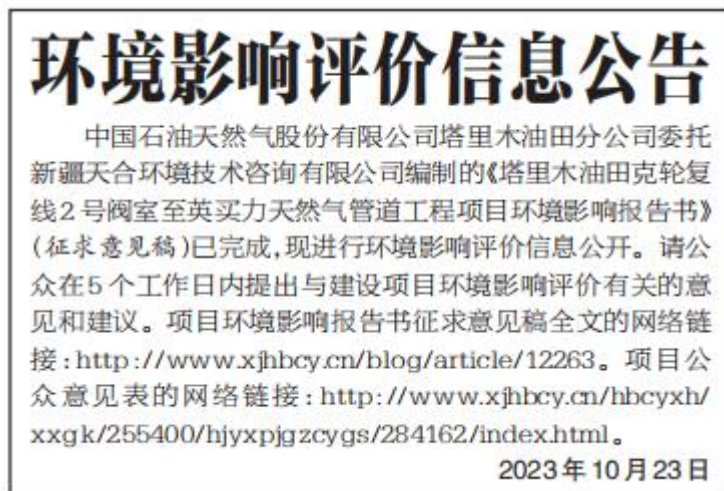 环境影响评价信息公告
中国石油天然气股份有限公司塔里木油田分公司委托
新疆天合环境技术咨询有限公司编制的《塔里木油田克轮复
线2号阀室至英买力天然气管道工程项目环境影响报告书》
(征求意见稿)已完成,现进行环境影响评价信息公开。请公
众在5个工作日内提出与建设项目环境影响评价有关的意
见和建议。项目环境影响报告书征求意见稿全文的网络链
接:http://www.xjhbcy.cn/blog/article/12263。项目公
众意见表的网络链接:http://www.xjhbcy.cn/hbcyxh/
xxgk/255400/hjyxpjgzcygs/284162/index.html。
2023年10月23日